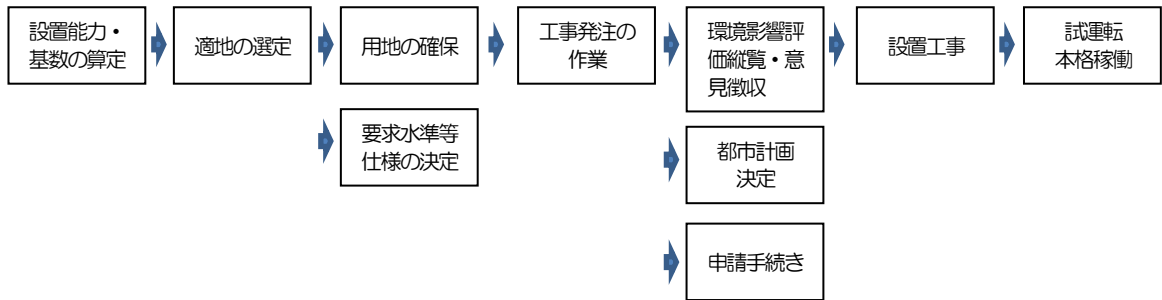 設置能力・
基数の算定
適地の選定
用地の確保
工事発注の
作業
環境影響評
価縦覧・意
見徴収
設置工事
試運転
本格稼働
要求水準等
仕様の決定
都市計画
決定
申請手続き